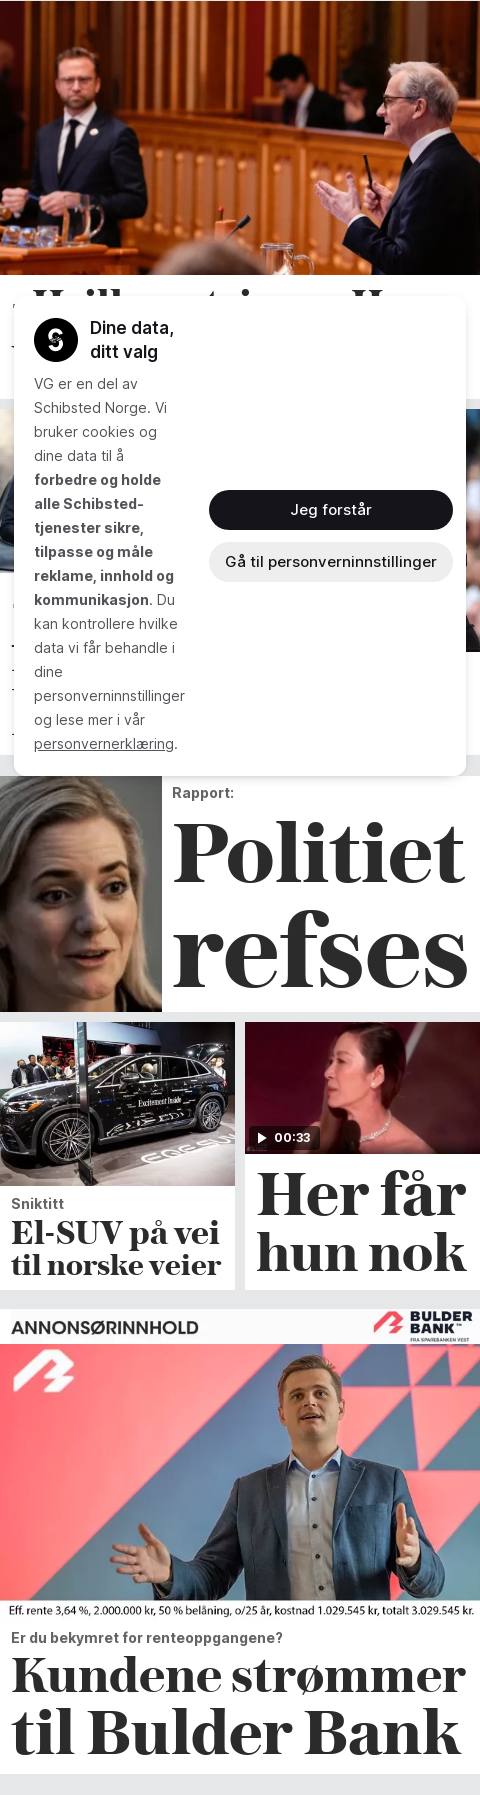 Dine data,
ditt valg
VG er en del av
Schibsted Norge. Vi
bruker cookies og
dine data til å
forbedre og holde
alle Schibsted-
tjenester sikre,
tilpasse og måle
reklame, innhold og
kommunikasjon. Du
kan kontrollere hvilke
data vi får behandle i
dine
personverninnstillinger
og lese mer i vår
personvernerklæring.
Jeg forstår
Gå til personverninnstillinger
Rapport:
Politiet
refses
Excitement Inside
Sniktitt
El-SUV på vei
til norske veier
00:33
Her får
hun nok
ANNONSØRINNHOLD
BULDER
BANK
FRA SPAREBANKEN VEST
Eff. rente 3,64 %, 2.000.000 kr, 50 % belåning, o/25 år, kostnad 1.029.545 kr, totalt 3.029.545 kr.
Er du bekymret for renteoppgangene?
Kundene strømmer
til Bulder Bank